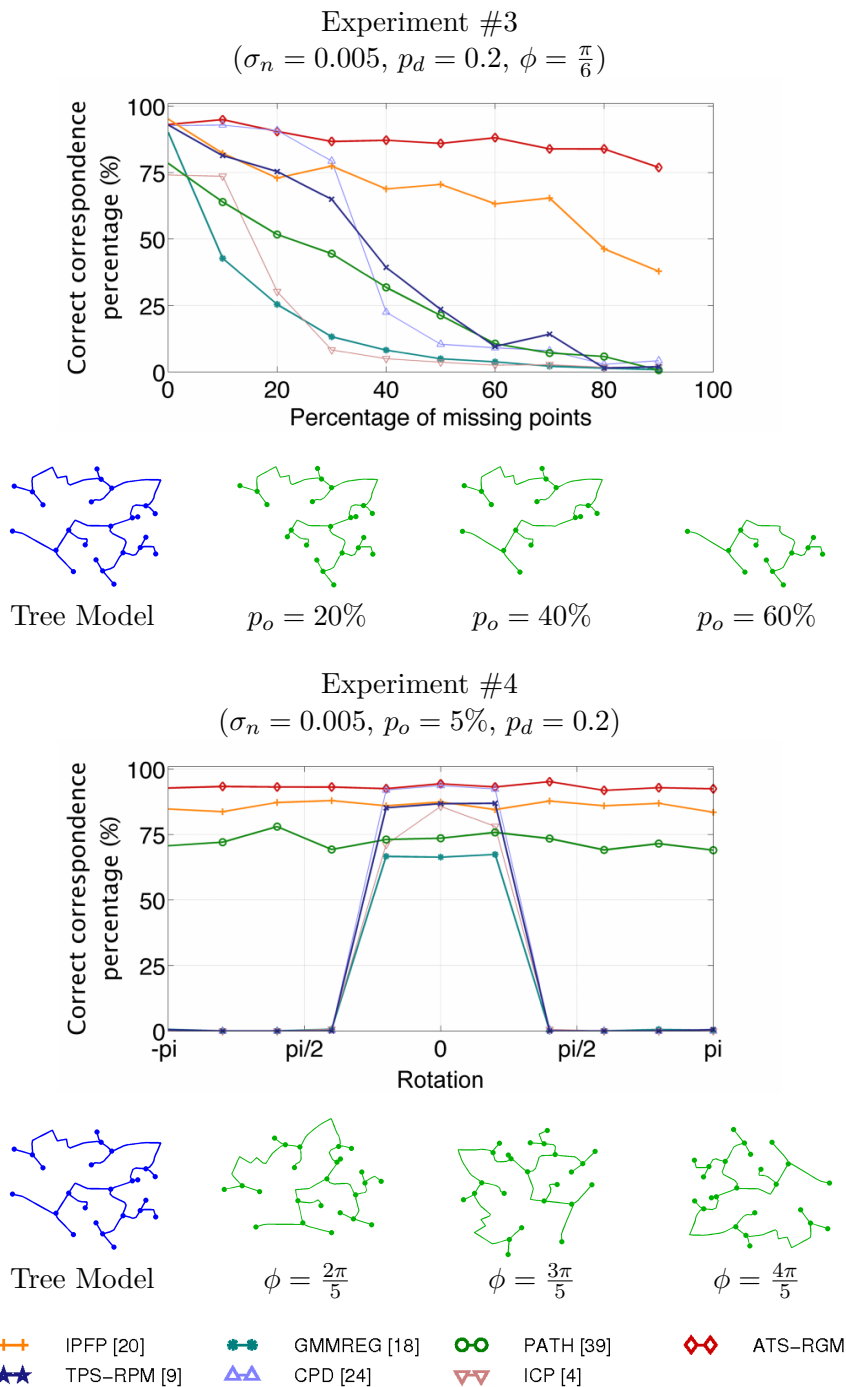 Experiment #3
(σn = 0.005, pd = 0.2, ϕ = π/6)
Correct correspondence
percentage (%)
100
75
50
25
0
0 20 40 60 80 100
Percentage of missing points
Tree Model po = 20% po = 40% po = 60%
Experiment #4
(σn = 0.005, po = 5%, pd = 0.2)
Correct correspondence
percentage (%)
100
75
50
25
0
-pi pi/2 0 pi/2 pi
Rotation
Tree Model ϕ = 2π/5 ϕ = 3π/5 ϕ = 4π/5
IPFP [20] GMMREG [18] PATH [39] ATS−RGM
TPS−RPM [9] CPD [24] ICP [4]